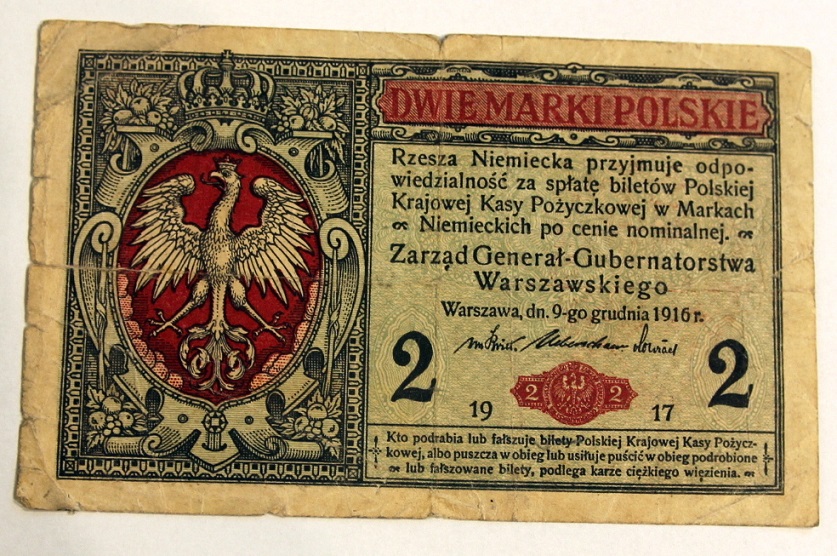 DWIE MARKI POLSKIE
Rzesza Niemiecka przyjmuje odpo-
wiedzialność za spłatę biletów Polskiej
Krajowej Kasy Pożyczkowej w Markach
Niemieckich po cenie nominalnej.
Zarząd Generał-Gubernatorstwa
Warszawskiego
Warszawa, dn. 9-go grudnia 1916 r.
2 2
2 2
19 17
Kto podrabia lub fałszuje bilety Polskiej Krajowej Kasy Pożycz-
kowej, albo puszcza w obieg lub usiłuje puścić w obieg podrobione
lub fałszowane bilety, podlega karze ciężkiego więzienia.